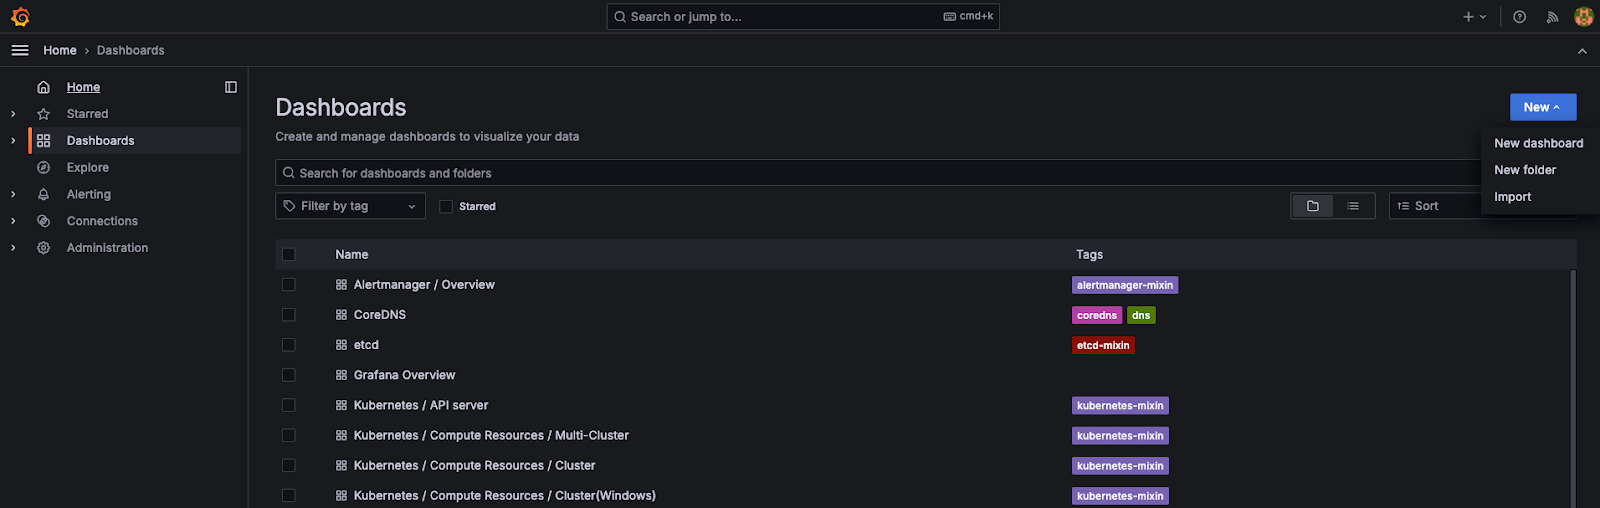 Search or jump to... cmd+k
Home › Dashboards
Home
Starred
Dashboards
Explore
Alerting
Connections
Administration
Dashboards
Create and manage dashboards to visualize your data
New
New dashboard
New folder
Import
Search for dashboards and folders
Filter by tag
Starred
Sort
Name Tags
Alertmanager / Overview alertmanager-mixin
CoreDNS coredns dns
etcd etcd-mixin
Grafana Overview
Kubernetes / API server kubernetes-mixin
Kubernetes / Compute Resources / Multi-Cluster kubernetes-mixin
Kubernetes / Compute Resources / Cluster kubernetes-mixin
Kubernetes / Compute Resources / Cluster(Windows) kubernetes-mixin